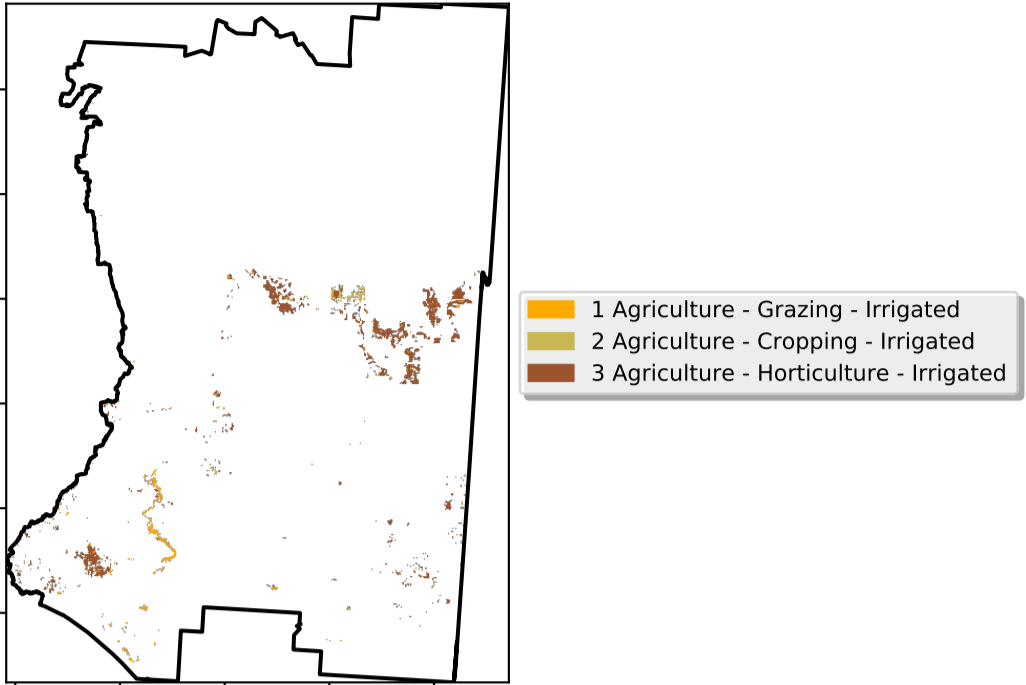 1 Agriculture - Grazing - Irrigated
2 Agriculture - Cropping - Irrigated
3 Agriculture - Horticulture - Irrigated